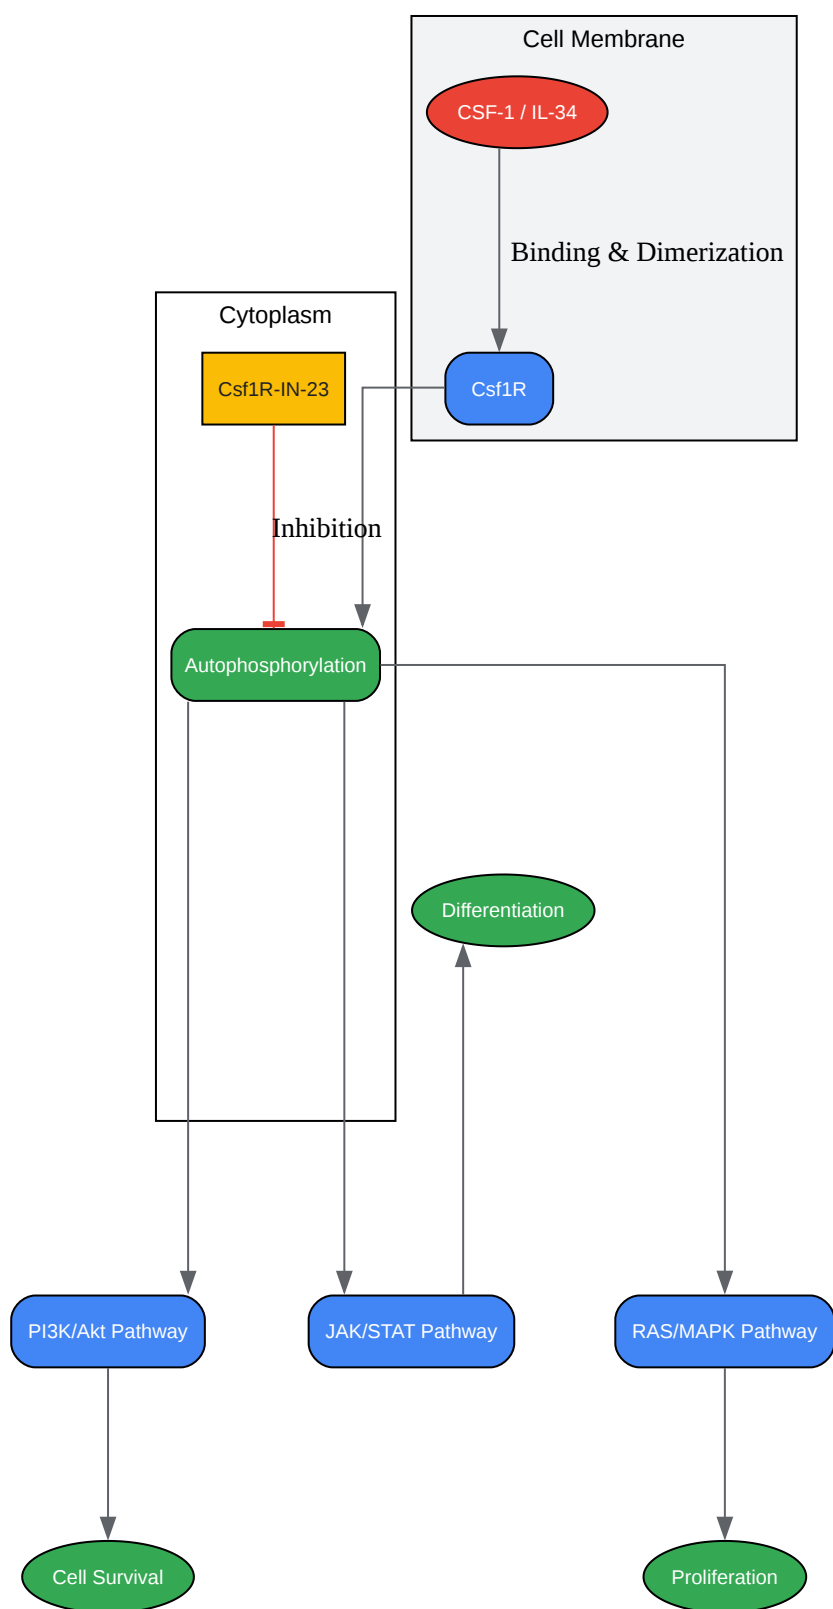 Cell Membrane
CSF-1 / IL-34
Binding & Dimerization
Cytoplasm
Csf1R-IN-23
Csf1R
Inhibition
Autophosphorylation
Differentiation
PI3K/Akt Pathway
JAK/STAT Pathway
RAS/MAPK Pathway
Cell Survival
Proliferation